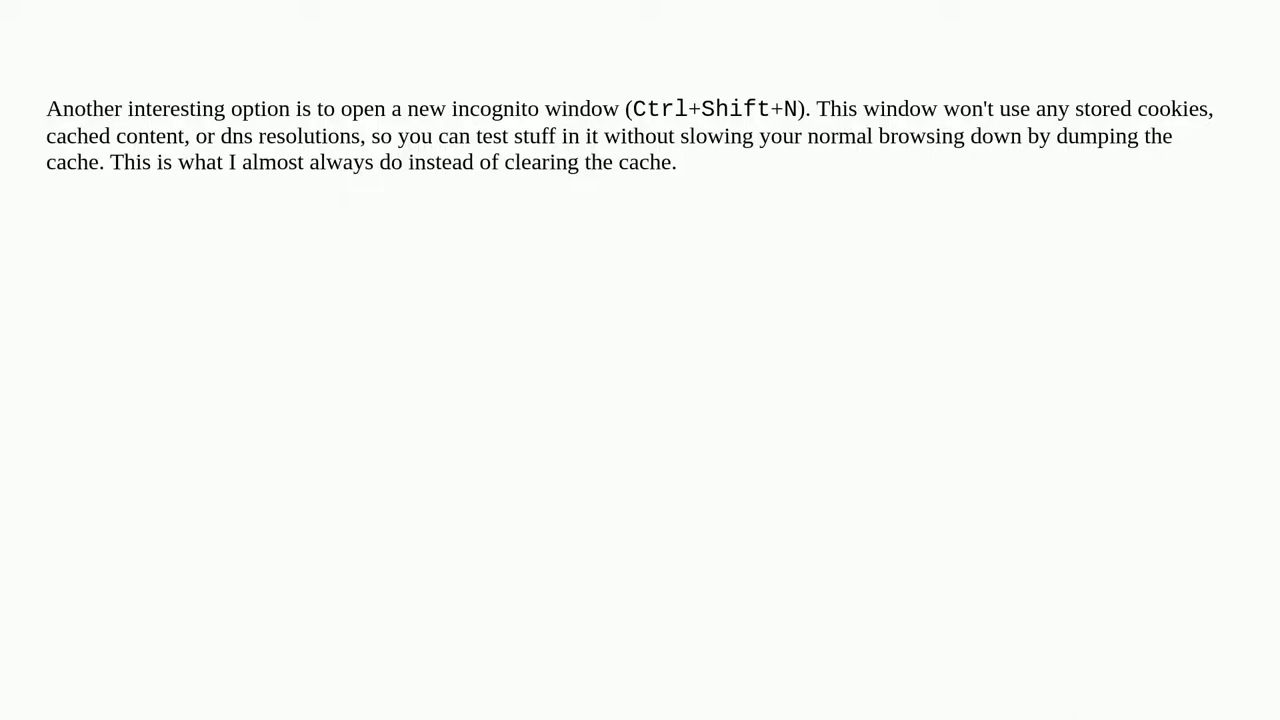 Another interesting option is to open a new incognito window (Ctrl+Shift+N). This window won't use any stored cookies,
cached content, or dns resolutions, so you can test stuff in it without slowing your normal browsing down by dumping the
cache. This is what I almost always do instead of clearing the cache.